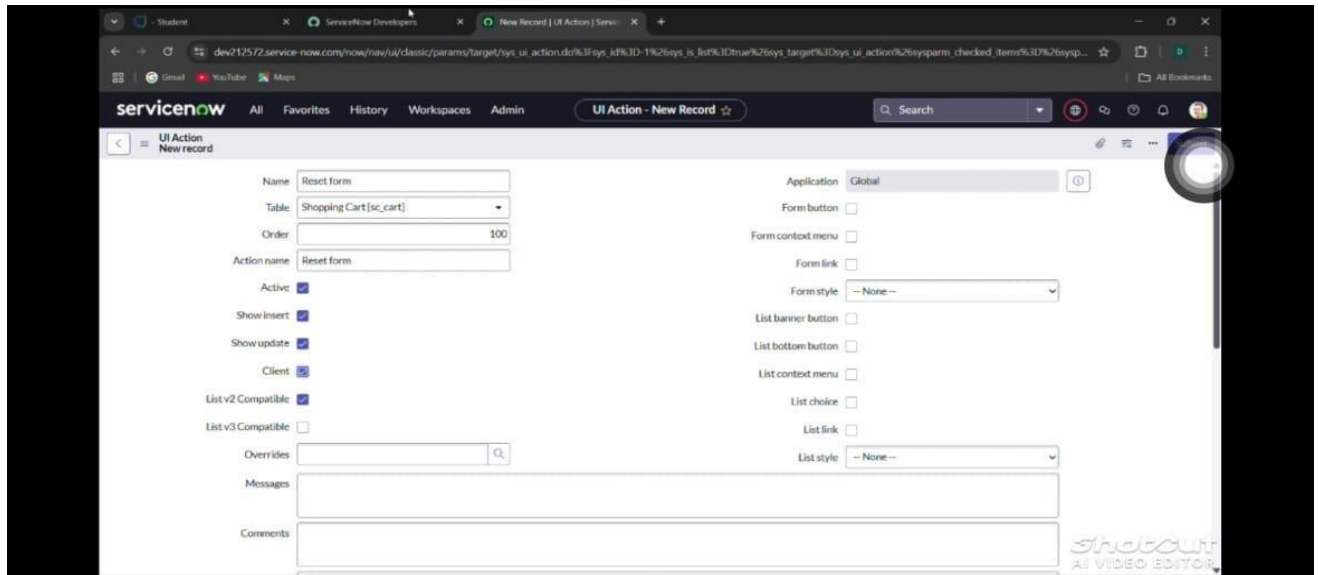 - Student
ServiceNow Developers
New Record | UI Action | Servic
dev212572.service-now.com/now/nav/ui/classic/params/target/sys_ui_action.do%3Fsys_id%3D-1%26sys_is_list%3Dtrue%26sys_target%3Dsys_ui_action%26sysparm_checked_items%3D%26sysp...
Gmail YouTube Maps
All Bookmarks
servicenow All Favorites History Workspaces Admin UI Action - New Record Search
UI Action
New record
Name Reset form
Application Global
Table Shopping Cart [sc_cart]
Form button
Order 100
Form context menu
Action name Reset form
Form link
Active
Form style -- None --
Show insert
List banner button
Show update
List bottom button
Client
List context menu
List v2 Compatible
List choice
List v3 Compatible
List link
Overrides
List style -- None --
Messages
Comments
Shotcut
AI VIDEO EDITOR